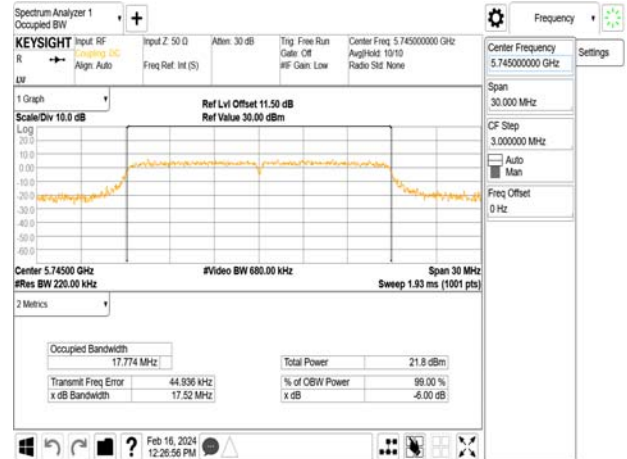 Spectrum Analyzer 1
Occupied BW
+
Frequency
KEYSIGHT Input: RF Input Z: 50 Ω Atten: 30 dB Trig: Free Run Center Freq: 5.745000000 GHz
R Coupling: DC Gate: Off Avg|Hold: 10/10
Align: Auto Freq Ref: Int (S) #IF Gain: Low Radio Std: None
LXI
Center Frequency
5.745000000 GHz
Settings
Span
30.000 MHz
CF Step
3.000000 MHz
Auto
Man
Freq Offset
0 Hz
1 Graph
Ref Lvl Offset 11.50 dB
Scale/Div 10.0 dB Ref Value 30.00 dBm
Log
20.0
10.0
0.00
-10.0
-20.0
-30.0
-40.0
-50.0
-60.0
Center 5.74500 GHz #Video BW 680.00 kHz Span 30 MHz
#Res BW 220.00 kHz Sweep 1.93 ms (1001 pts)
2 Metrics
Occupied Bandwidth
17.774 MHz Total Power 21.8 dBm
Transmit Freq Error 44.936 kHz % of OBW Power 99.00 %
x dB Bandwidth 17.52 MHz x dB -6.00 dB
? Feb 16, 2024
12:26:56 PM